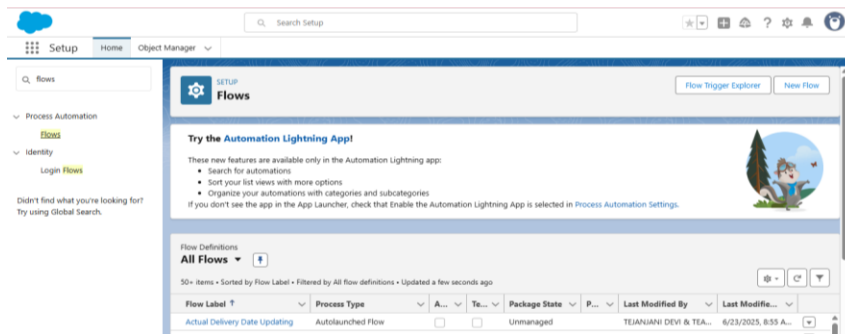 Search Setup
Setup
Home
Object Manager
flows
SETUP
Flows
Flow Trigger Explorer
New Flow
Process Automation
Flows
Identity
Login Flows
Didn't find what you're looking for?
Try using Global Search.
Try the Automation Lightning App!
These new features are available only in the Automation Lightning app:
• Search for automations
• Sort your list views with more options
• Organize your automations with categories and subcategories
If you don't see the app in the App Launcher, check that Enable the Automation Lightning App is selected in Process Automation Settings.
Flow Definitions
All Flows
50+ items • Sorted by Flow Label • Filtered by All flow definitions • Updated a few seconds ago
Flow Label ↑ Process Type A... Te... Package State P... Last Modified By Last Modifie...
Actual Delivery Date Updating Autolaunched Flow Unmanaged TEJANJANI DEVI & TEA... 6/23/2025, 8:55 A...